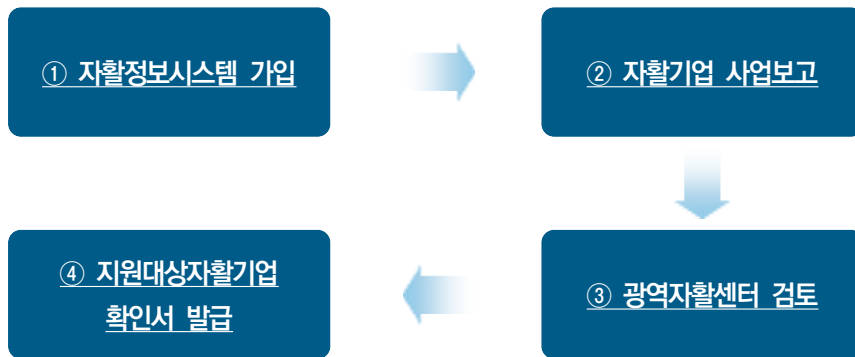 ① 자활정보시스템 가입
② 자활기업 사업보고
③ 광역자활센터 검토
④ 지원대상자활기업
확인서 발급